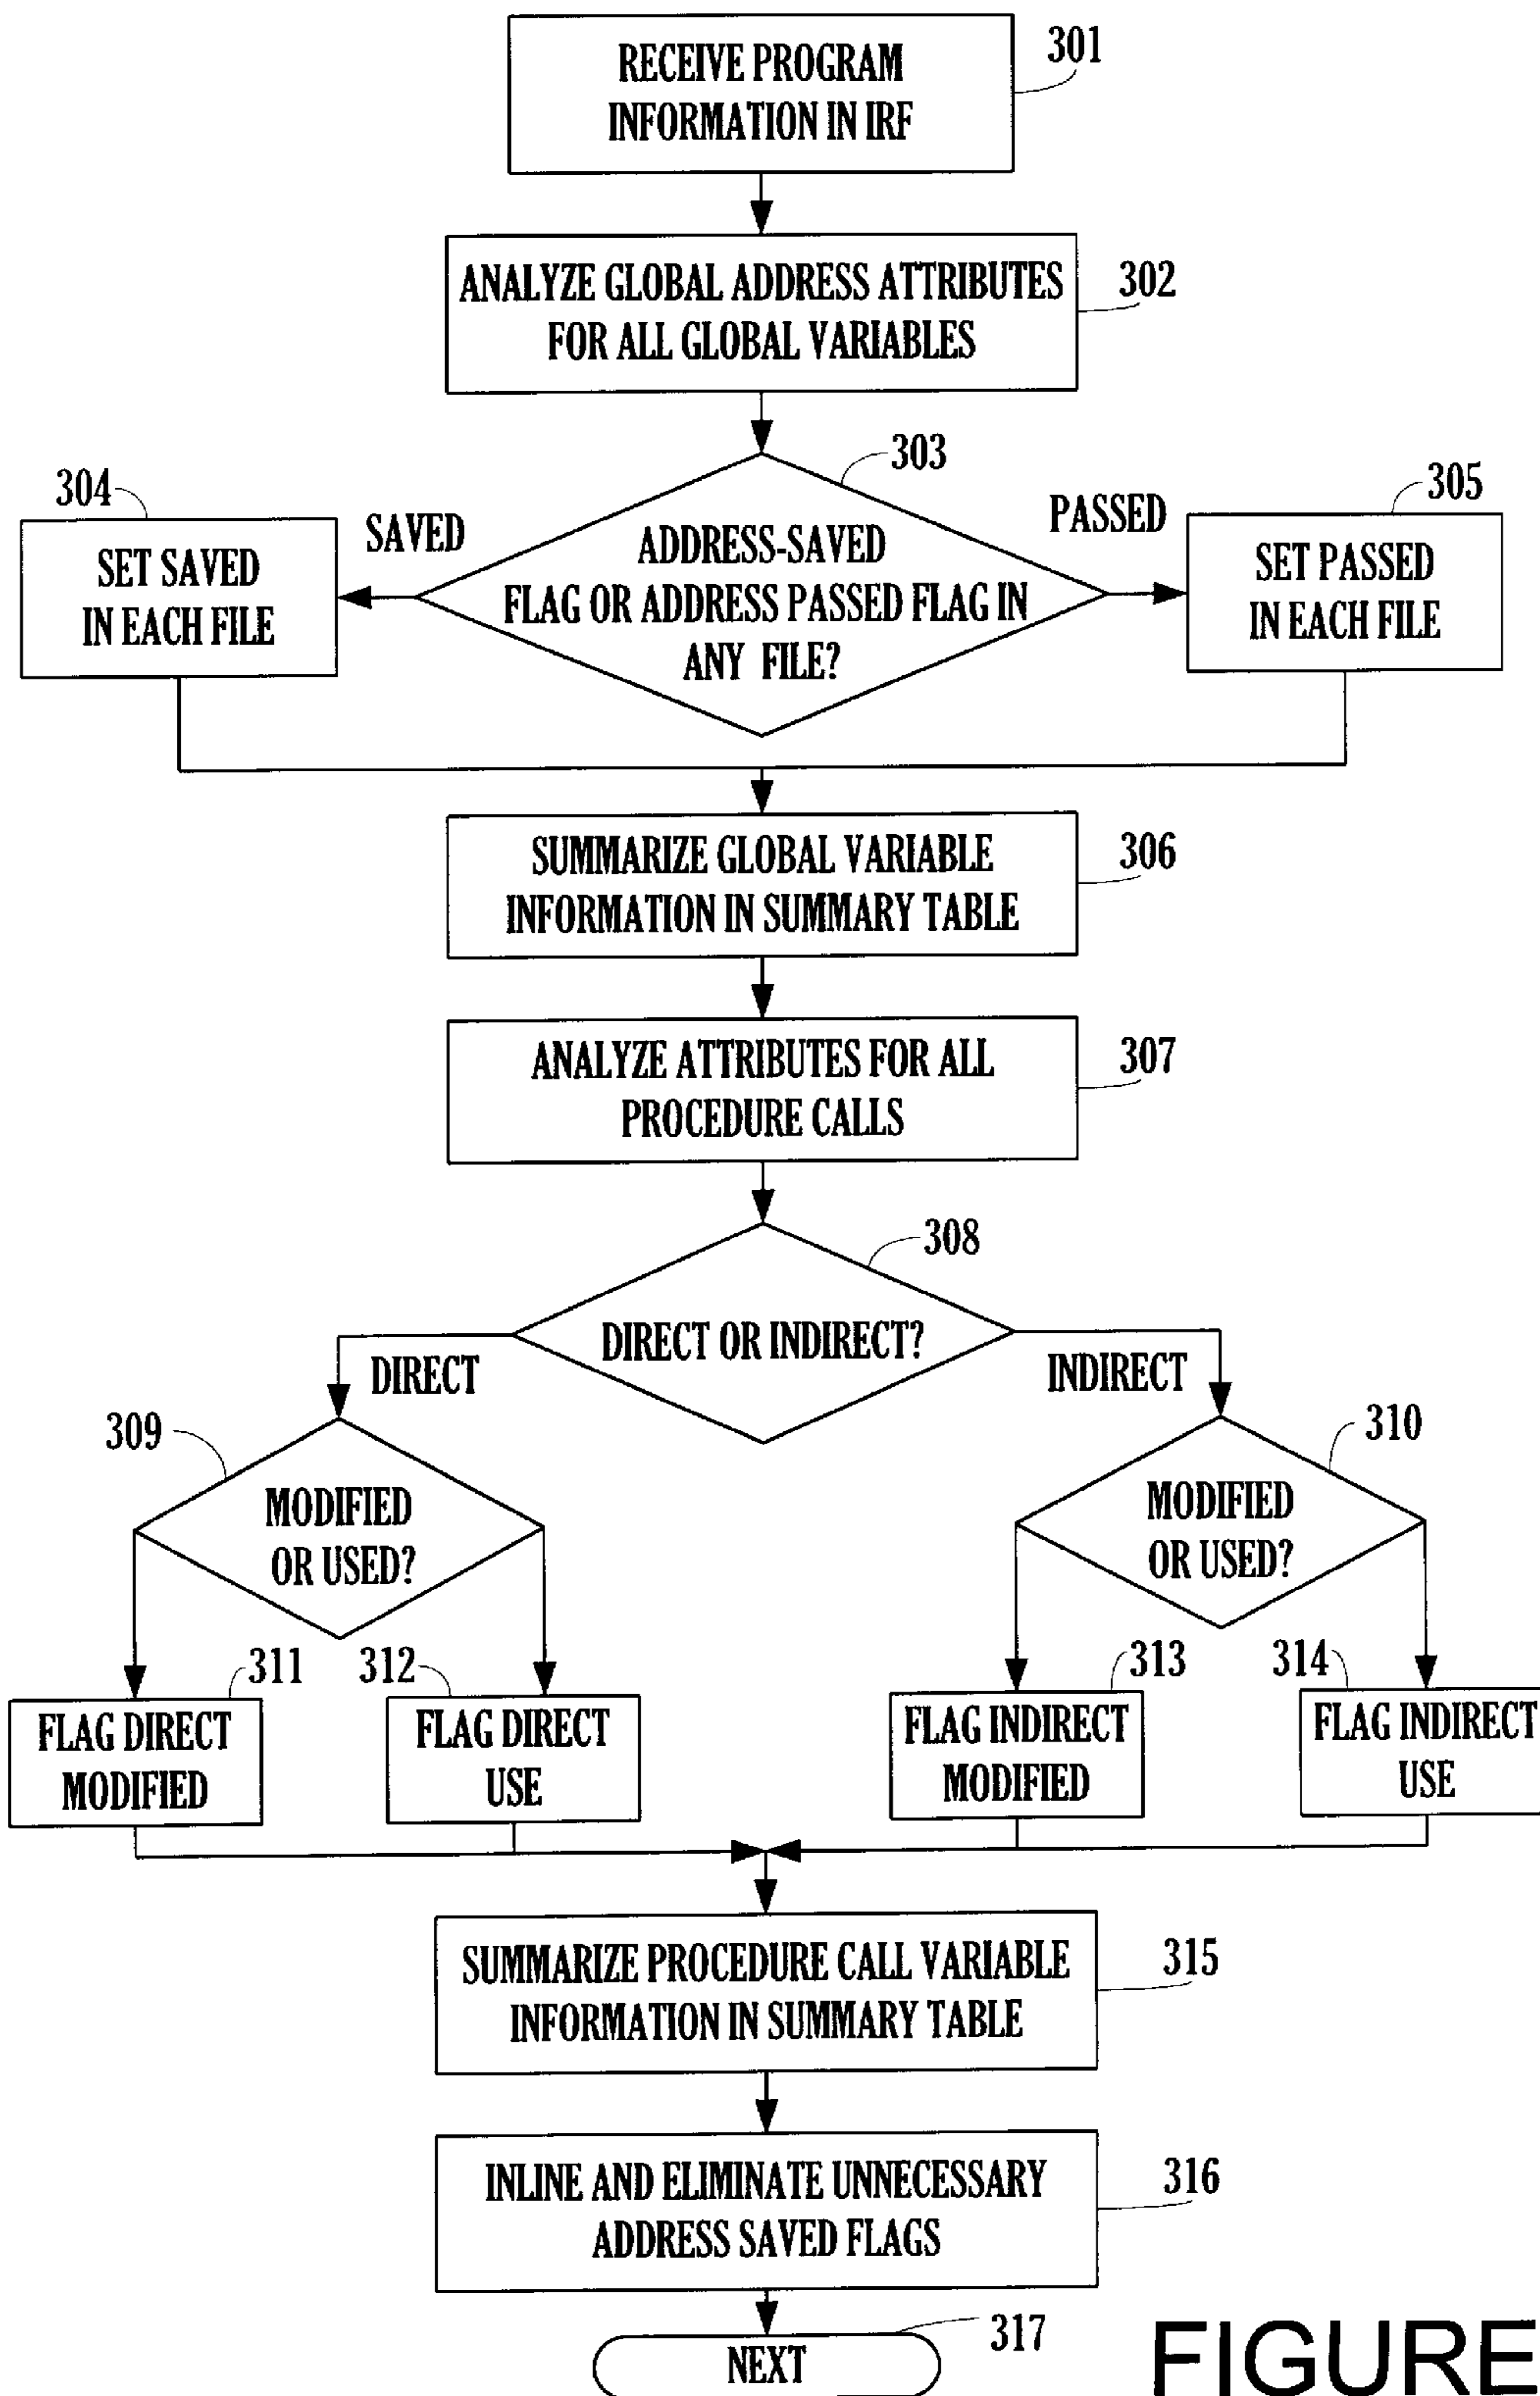 RECEIVE PROGRAM
INFORMATION IN IRF
301
ANALYZE GLOBAL ADDRESS ATTRIBUTES
FOR ALL GLOBAL VARIABLES
302
303
ADDRESS-SAVED
FLAG OR ADDRESS PASSED FLAG IN
ANY FILE?
304
SAVED
SET SAVED
IN EACH FILE
PASSED
305
SET PASSED
IN EACH FILE
SUMMARIZE GLOBAL VARIABLE
INFORMATION IN SUMMARY TABLE
306
ANALYZE ATTRIBUTES FOR ALL
PROCEDURE CALLS
307
308
DIRECT OR INDIRECT?
DIRECT
INDIRECT
309
MODIFIED
OR USED?
310
MODIFIED
OR USED?
311
FLAG DIRECT
MODIFIED
312
FLAG DIRECT
USE
313
FLAG INDIRECT
MODIFIED
314
FLAG INDIRECT
USE
SUMMARIZE PROCEDURE CALL VARIABLE
INFORMATION IN SUMMARY TABLE
315
INLINE AND ELIMINATE UNNECESSARY
ADDRESS SAVED FLAGS
316
NEXT
317
FIGURE